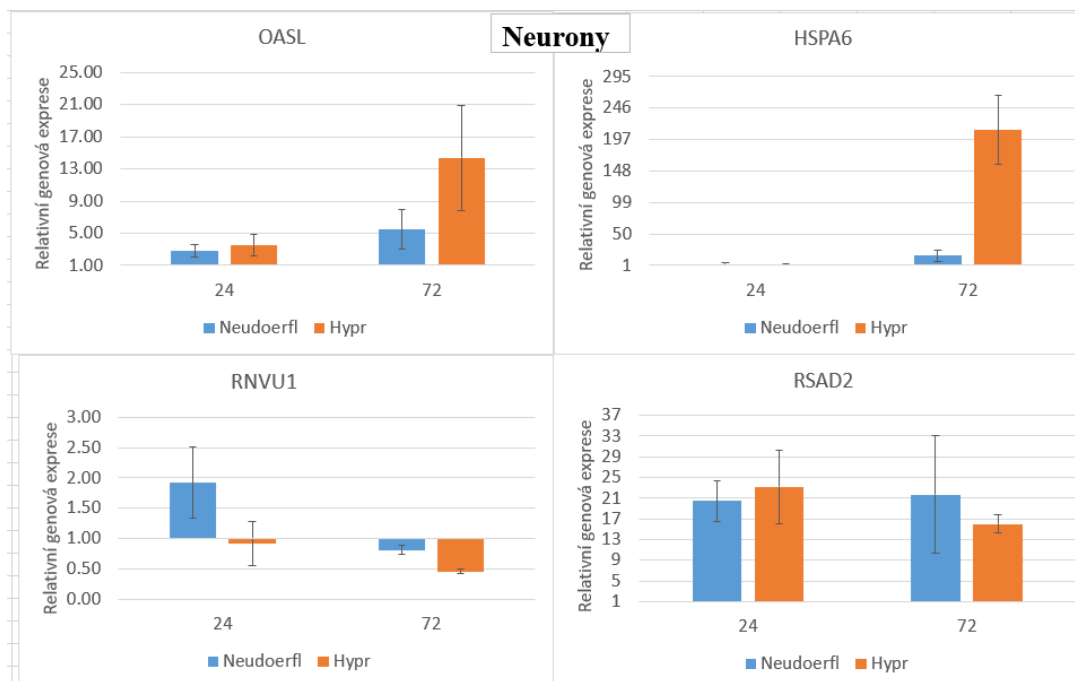 Neurony
OASL
Relativní genová exprese
25.00
21.00
17.00
13.00
9.00
5.00
1.00
24 72
Neudoerfl Hypr
HSPA6
Relativní genová exprese
295
246
197
148
99
50
1
24 72
Neudoerfl Hypr
RNVU1
Relativní genová exprese
3.00
2.50
2.00
1.50
1.00
0.50
0.00
24 72
Neudoerfl Hypr
RSAD2
Relativní genová exprese
37
33
29
25
21
17
13
9
5
1
24 72
Neudoerfl Hypr